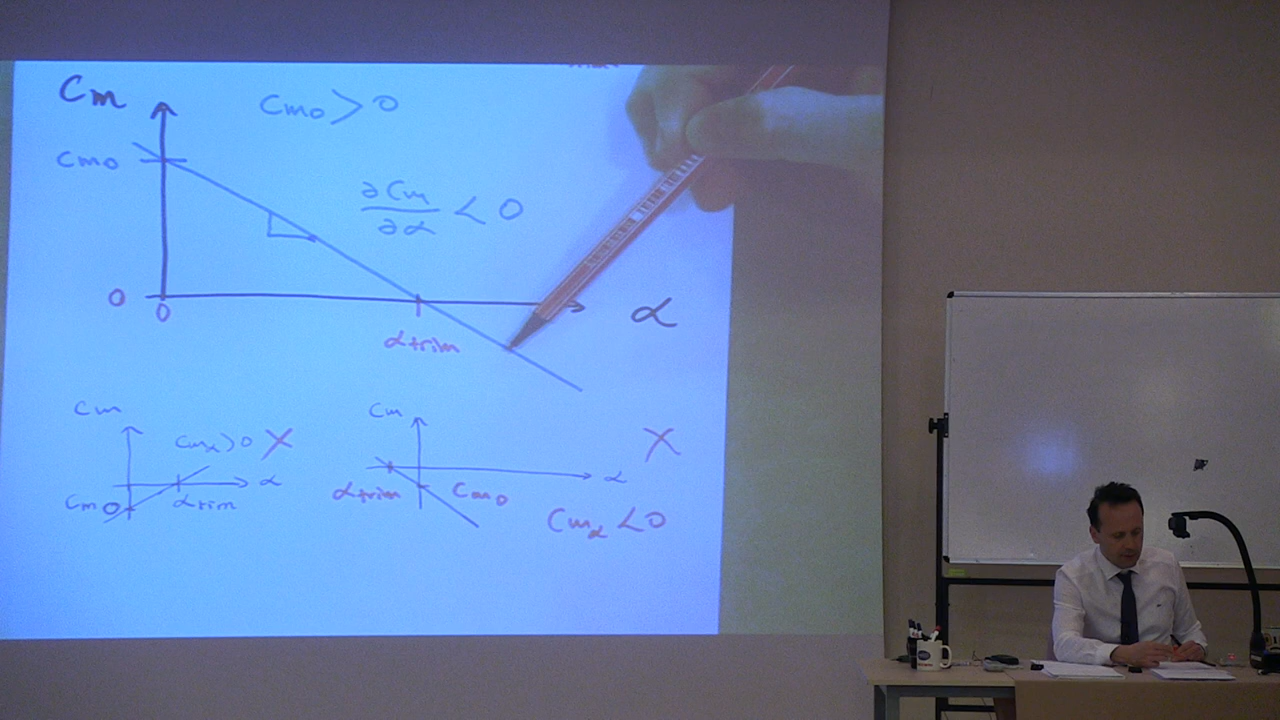 Cm
Cmo > 0
Cmo
∂Cm/∂α < 0
0
0
α
αtrim
Cm
Cmα>0 X
Cmo
αtrim
α
Cm
X
αtrim
Cmo
α
Cmα <0